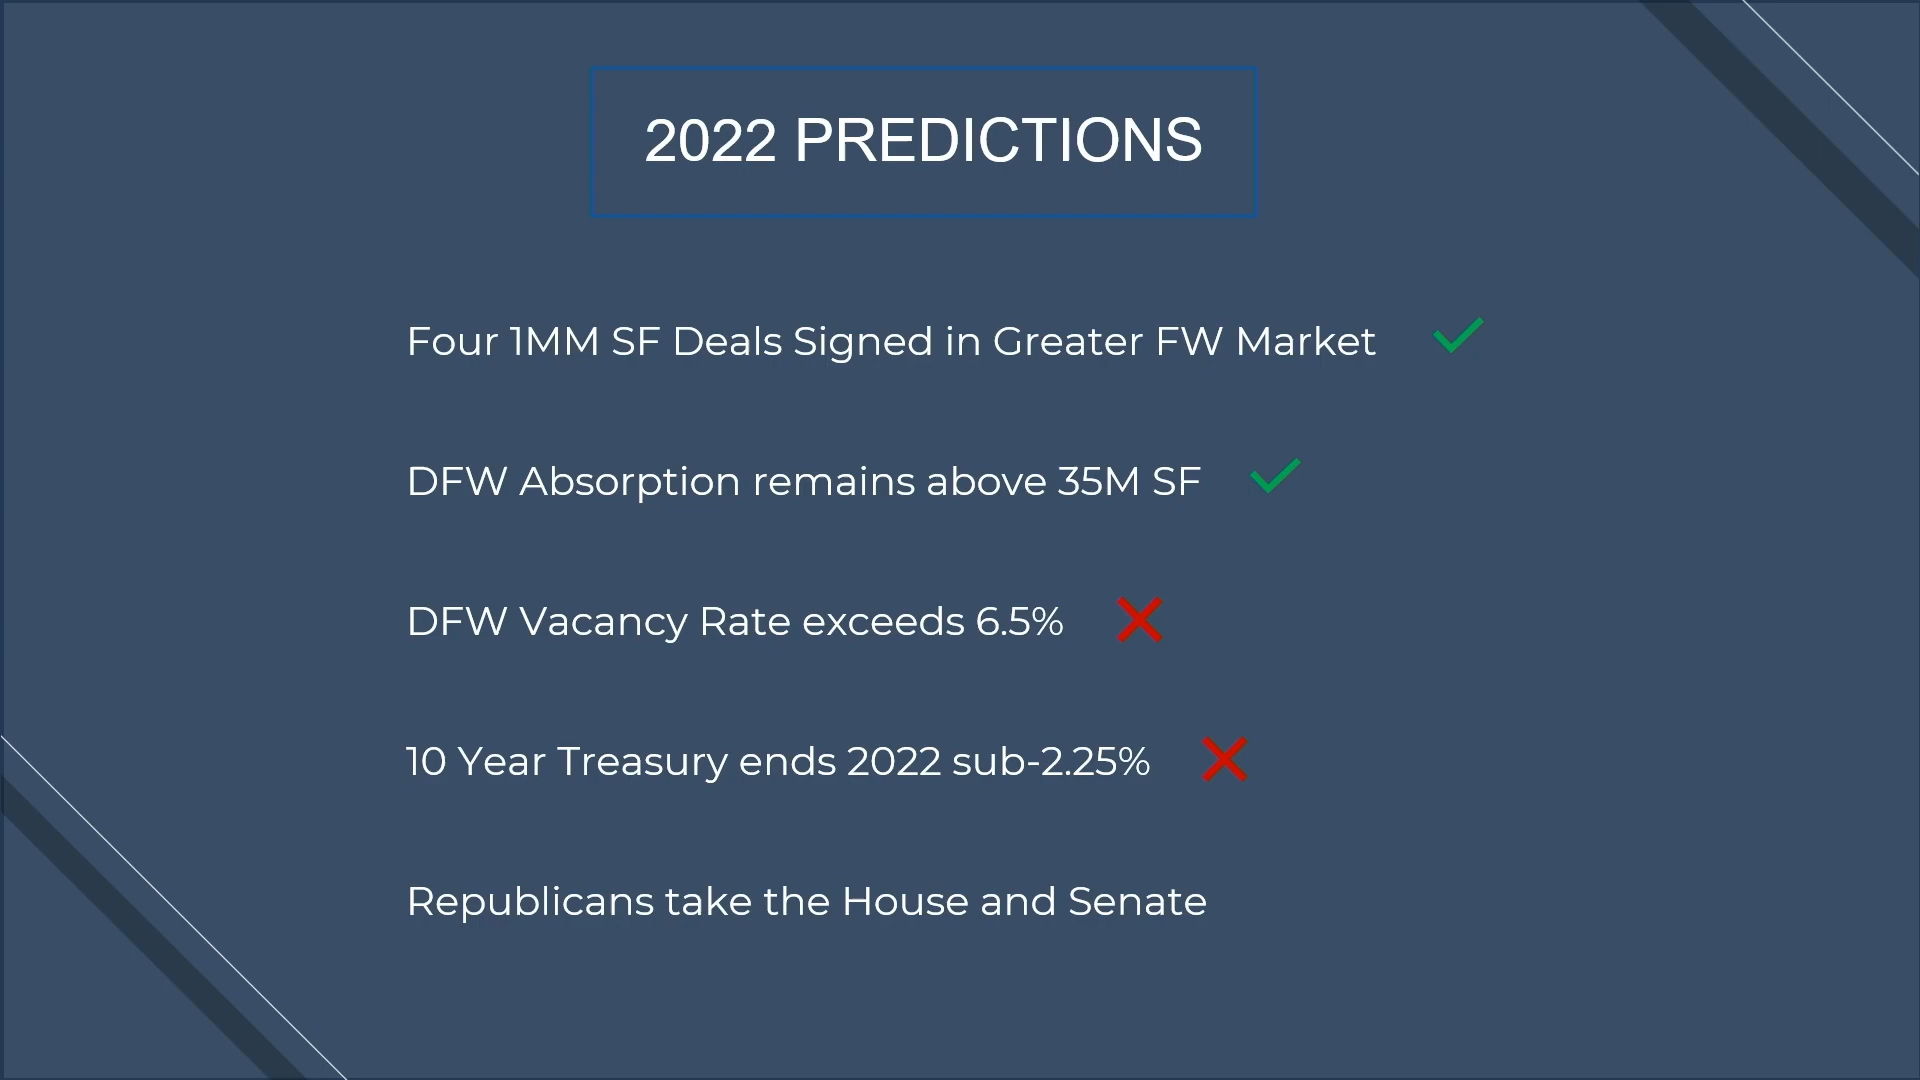 2022 PREDICTIONS
Four 1MM SF Deals Signed in Greater FW Market
DFW Absorption remains above 35M SF
DFW Vacancy Rate exceeds 6.5%
10 Year Treasury ends 2022 sub-2.25%
Republicans take the House and Senate